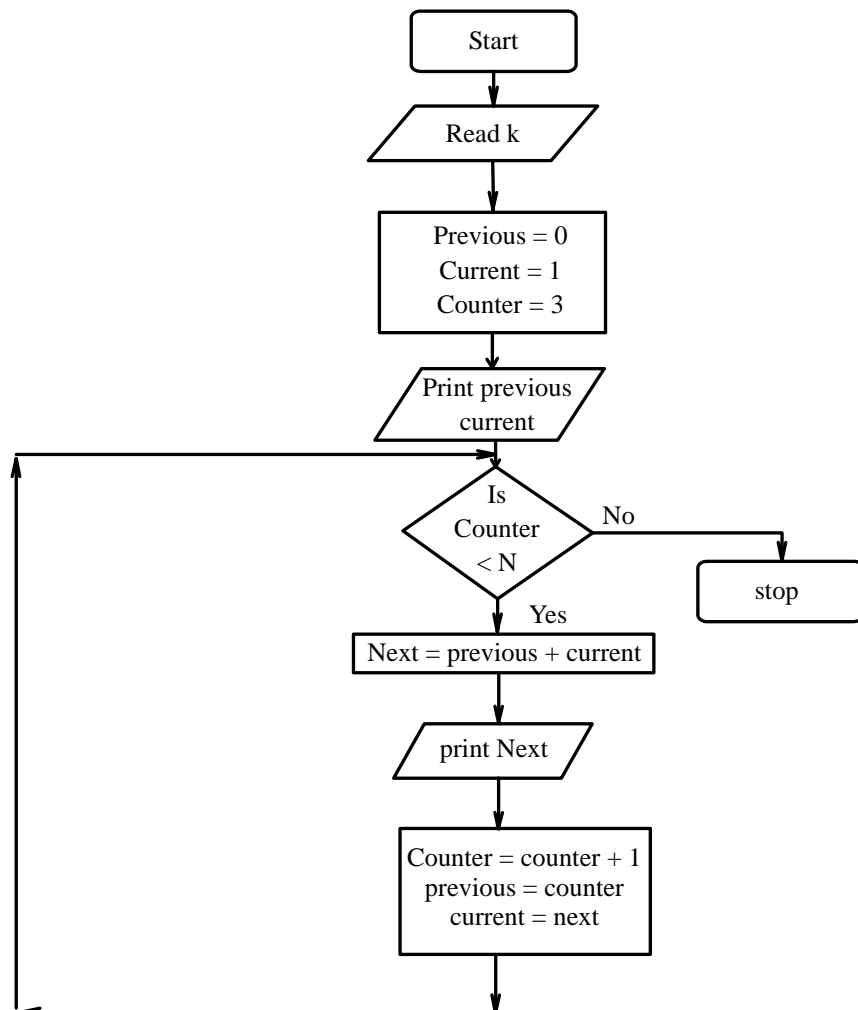 Start
Read k
Previous = 0
Current = 1
Counter = 3
Print previous
current
Is
Counter
< N
No
stop
Yes
Next = previous + current
print Next
Counter = counter + 1
previous = counter
current = next